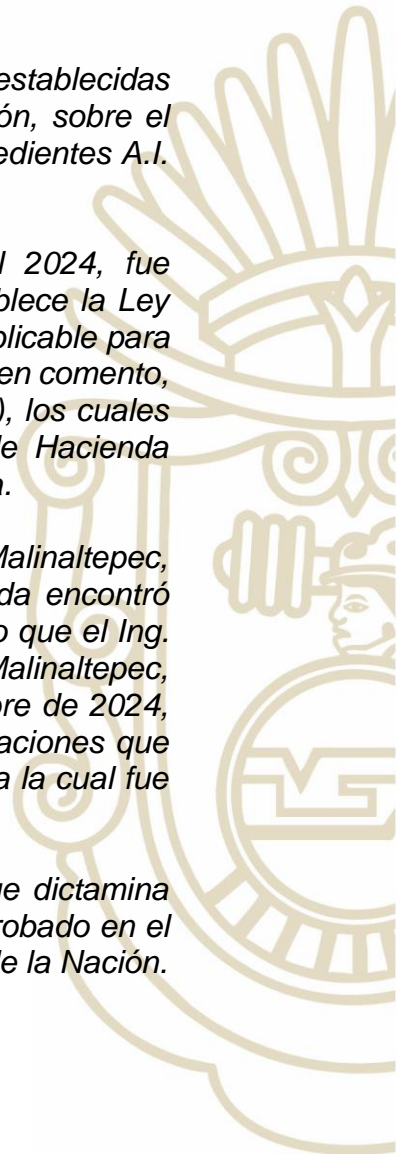 establecidas
ón, sobre el
edientes A.I.
l 2024, fue
blece la Ley
plicable para
en comento,
), los cuales
le Hacienda
a.
Malinaltepec,
da encontró
o que el Ing.
Malinaltepec,
bre de 2024,
aciones que
a la cual fue
ue dictamina
robado en el
de la Nación.